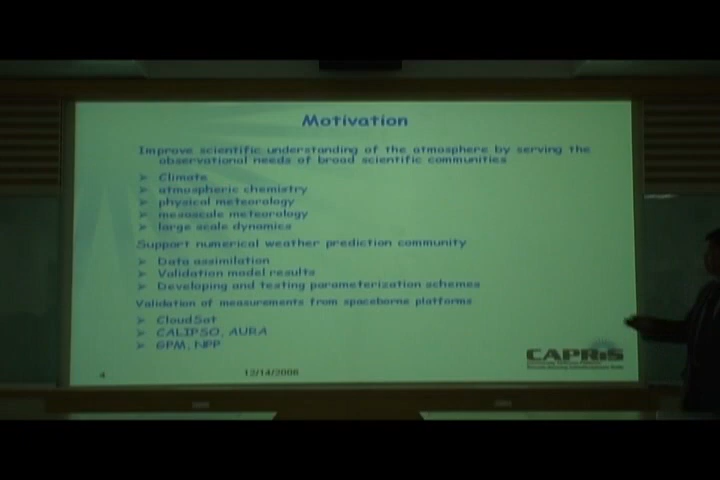 Motivation
Improve scientific understanding of the atmosphere by serving the
observational needs of broad scientific communities
➢ Climate
➢ atmospheric chemistry
➢ physical meteorology
➢ mesoscale meteorology
➢ large scale dynamics
Support numerical weather prediction community
➢ Data assimilation
➢ Validation model results
➢ Developing and testing parameterization schemes
Validation of measurements from spaceborne platforms
➢ CloudSat
➢ CALIPSO, AURA
➢ GPM, NPP
CAPRIS
4
12/14/2008